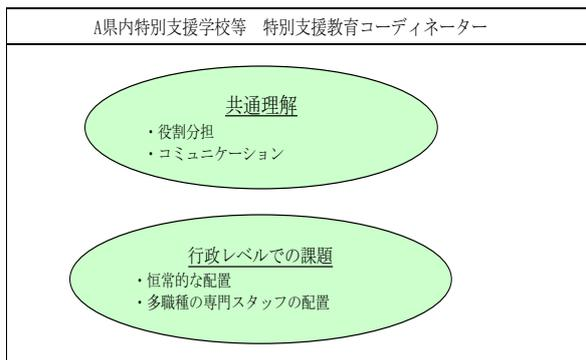 A県内特別支援学校等　特別支援教育コーディネーター
共通理解
・役割分担
・コミュニケーション
行政レベルでの課題
・恒常的な配置
・多職種の専門スタッフの配置